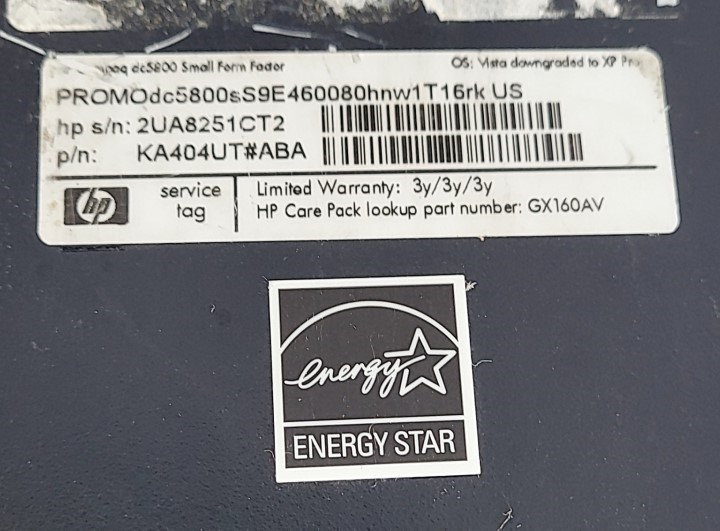 dc5800 Small Form Factor OS: Vista downgraded to XP
PROMOdc5800sS9E460080hnw1T16rk US
hp s/n: 2UA8251CT2
p/n: KA404UT#ABA
hp
service tag
Limited Warranty: 3y/3y/3y
HP Care Pack lookup part number: GX160AV
energy
ENERGY STAR